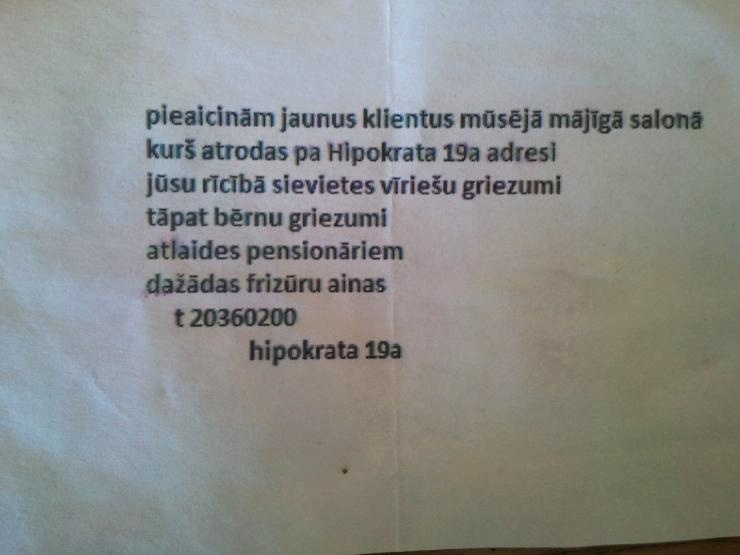 pieaicinām jaunus klientus mūsējā mājīgā salonā
kurš atrodas pa Hipokrata 19a adresi
jūsu rīcībā sievietes vīriešu griezumi
tāpat bērnu griezumi
atlaides pensionāriem
dažādas frizūru ainas
t 20360200
hipokrata 19a